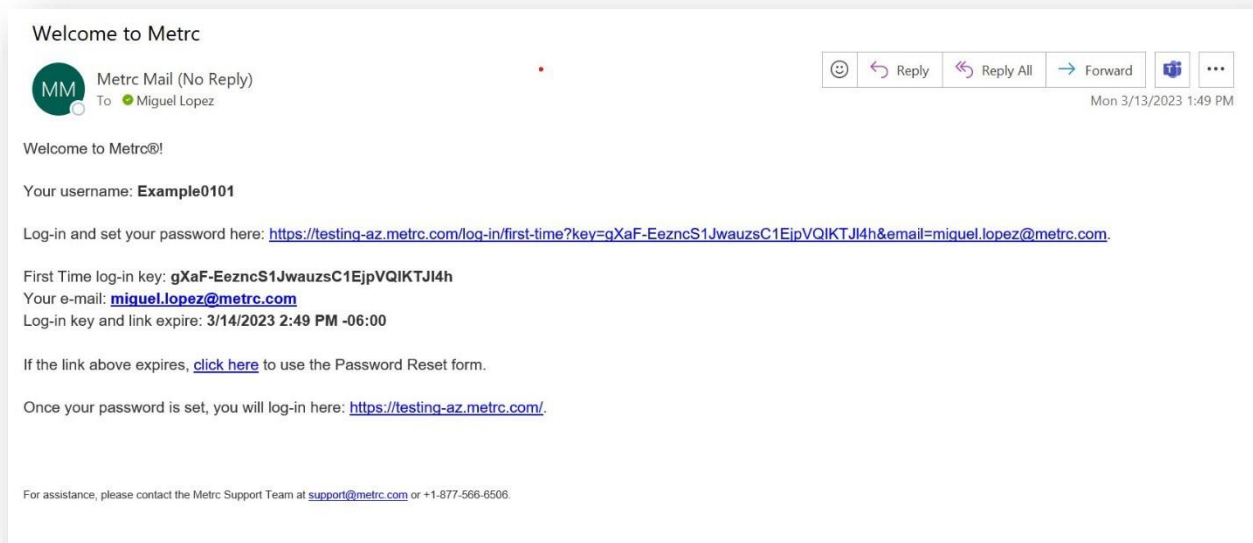 Welcome to Metrc
MM
Metrc Mail (No Reply)
To Miguel Lopez
Reply
Reply All
Forward
Mon 3/13/2023 1:49 PM
Welcome to Metrc®!
Your username: Example0101
Log-in and set your password here: https://testing-az.metrc.com/log-in/first-time?key=gXaF-EezncS1JwauzsC1EjpVQIKTJI4h&email=miguel.lopez@metrc.com.
First Time log-in key: gXaF-EezncS1JwauzsC1EjpVQIKTJI4h
Your e-mail: miguel.lopez@metrc.com
Log-in key and link expire: 3/14/2023 2:49 PM -06:00
If the link above expires, click here to use the Password Reset form.
Once your password is set, you will log-in here: https://testing-az.metrc.com/.
For assistance, please contact the Metrc Support Team at support@metrc.com or +1-877-566-6506.